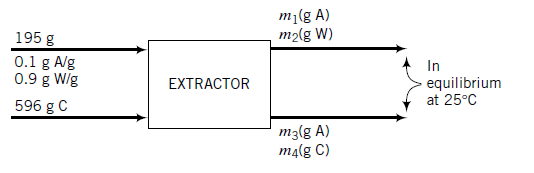 m₁(g A)
m₂(g W)
195 g
0.1 g A/g
0.9 g W/g
596 g C
EXTRACTOR
In
equilibrium
at 25°C
m₃(g A)
m₄(g C)